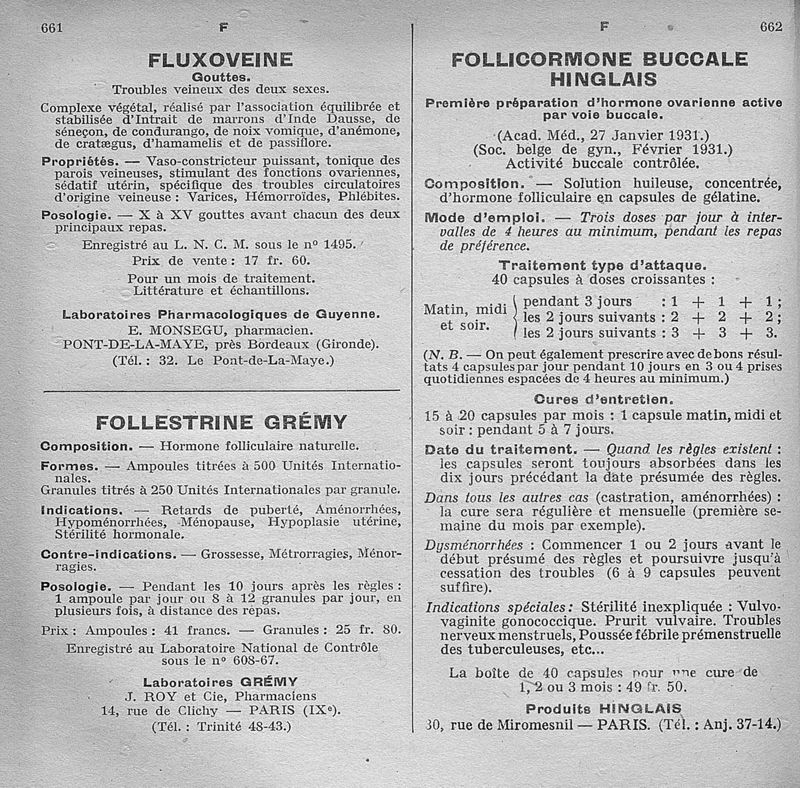 661
F
FLUXOVEINE
Gouttes.
Troubles veineux des deux sexes.
Complexe végétal, réalisé par l'association équilibrée et
stabilisée d'Intrait de marrons d'Inde Dausse, de
séneçon, de condurango, de noix vomique, d'anémone,
de cratægus, d'hamamelis et de passiflore.
Propriétés. — Vaso-constricteur puissant, tonique des
parois veineuses, stimulant des fonctions ovariennes,
sédatif utérin, spécifique des troubles circulatoires
d'origine veineuse : Varices, Hémorroïdes, Phlébites.
Posologie. — X à XV gouttes avant chacun des deux
principaux repas.
Enregistré au L. N. C. M. sous le nº 1495.
Prix de vente : 17 fr. 60.
Pour un mois de traitement.
Littérature et échantillons.
Laboratoires Pharmacologiques de Guyenne.
E. MONSEGU, pharmacien.
PONT-DE-LA-MAYE, près Bordeaux (Gironde).
(Tél. : 32. Le Pont-de-La-Maye.)
FOLLESTRINE GRÉMY
Composition. — Hormone folliculaire naturelle.
Formes. — Ampoules titrées à 500 Unités Internatio-
nales.
Granules titrés à 250 Unités Internationales par granule.
Indications. — Retards de puberté, Aménorrhées,
Hypoménorrhées, Ménopause, Hypoplasie utérine,
Stérilité hormonale.
Contre-indications. — Grossesse, Métrorragies, Ménor-
ragies.
Posologie. — Pendant les 10 jours après les règles :
1 ampoule par jour ou 8 à 12 granules par jour, en
plusieurs fois, à distance des repas.
Prix : Ampoules : 41 francs. — Granules : 25 fr. 80.
Enregistré au Laboratoire National de Contrôle
sous le nº 608-67.
Laboratoires GRÉMY
J. ROY et Cie, Pharmaciens
14, rue de Clichy — PARIS (IXe).
(Tél. : Trinité 48-43.)
F
662
FOLLICORMONE BUCCALE
HINGLAIS
Première préparation d'hormone ovarienne active
par voie buccale.
(Acad. Méd., 27 Janvier 1931.)
(Soc. belge de gyn., Février 1931.)
Activité buccale contrôlée.
Composition. — Solution huileuse, concentrée,
d'hormone folliculaire en capsules de gélatine.
Mode d'emploi. — Trois doses par jour à inter-
valles de 4 heures au minimum, pendant les repas
de préférence.
Traitement type d'attaque.
40 capsules à doses croissantes :
Matin, midi et soir. { pendant 3 jours : 1 + 1 + 1 ;
les 2 jours suivants : 2 + 2 + 2 ;
les 2 jours suivants : 3 + 3 + 3.
(N. B. — On peut également prescrire avec de bons résul-
tats 4 capsules par jour pendant 10 jours en 3 ou 4 prises
quotidiennes espacées de 4 heures au minimum.)
Cures d'entretien.
15 à 20 capsules par mois : 1 capsule matin, midi et
soir : pendant 5 à 7 jours.
Date du traitement. — Quand les règles existent :
les capsules seront toujours absorbées dans les
dix jours précédant la date présumée des règles.
Dans tous les autres cas (castration, aménorrhées) :
la cure sera régulière et mensuelle (première se-
maine du mois par exemple).
Dysménorrhées : Commencer 1 ou 2 jours avant le
début présumé des règles et poursuivre jusqu'à
cessation des troubles (6 à 9 capsules peuvent
suffire).
Indications spéciales : Stérilité inexpliquée : Vulvo-
vaginite gonococcique. Prurit vulvaire. Troubles
nerveux menstruels, Poussée fébrile prémenstruelle
des tuberculeuses, etc...
La boîte de 40 capsules pour une cure de
1, 2 ou 3 mois : 49 fr. 50.
Produits HINGLAIS
30, rue de Miromesnil — PARIS. (Tél. : Anj. 37-14.)